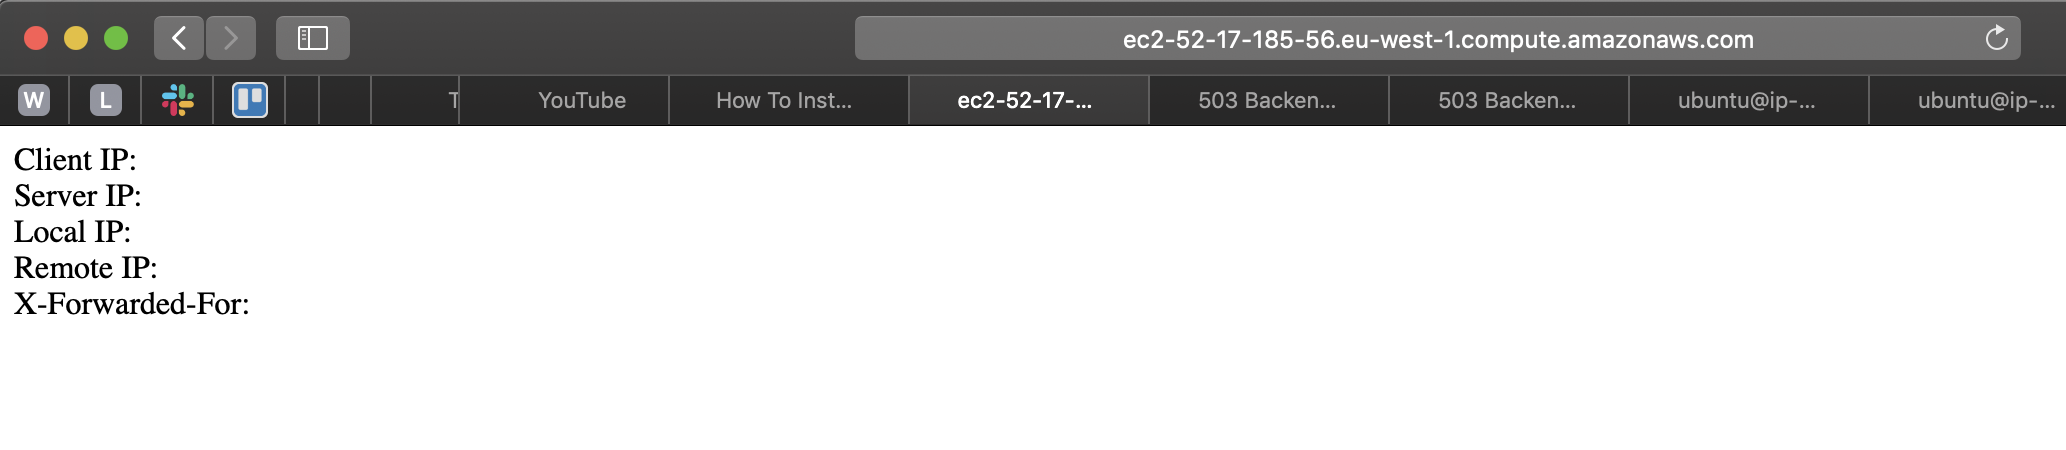 ec2-52-17-185-56.eu-west-1.compute.amazonaws.com
W L T YouTube How To Inst... ec2-52-17-... 503 Backen... 503 Backen... ubuntu@ip-... ubuntu@ip-...
Client IP:
Server IP:
Local IP:
Remote IP:
X-Forwarded-For: